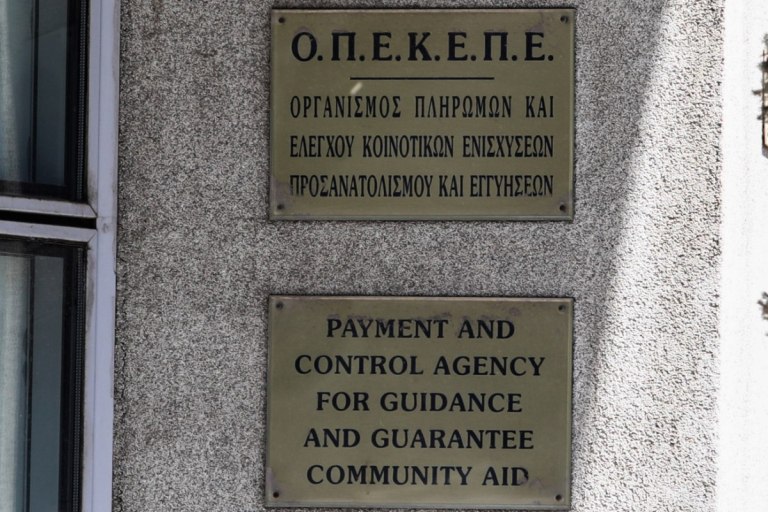 Ο.Π.Ε.Κ.Ε.Π.Ε.
ΟΡΓΑΝΙΣΜΟΣ ΠΛΗΡΩΜΩΝ ΚΑΙ
ΕΛΕΓΧΟΥ ΚΟΙΝΟΤΙΚΩΝ ΕΝΙΣΧΥΣΕΩΝ
ΠΡΟΣΑΝΑΤΟΛΙΣΜΟΥ ΚΑΙ ΕΓΓΥΗΣΕΩΝ
PAYMENT AND
CONTROL AGENCY
FOR GUIDANCE
AND GUARANTEE
COMMUNITY AID